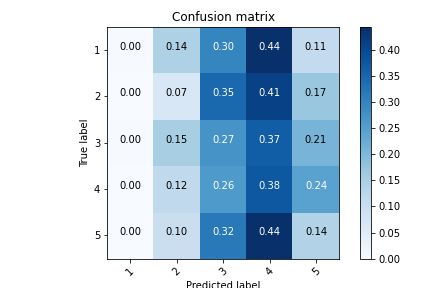 Confusion matrix
1 0.00 0.14 0.30 0.44 0.11
2 0.00 0.07 0.35 0.41 0.17
3 0.00 0.15 0.27 0.37 0.21
4 0.00 0.12 0.26 0.38 0.24
5 0.00 0.10 0.32 0.44 0.14
1 2 3 4 5
True label
Predicted label
0.40
0.35
0.30
0.25
0.20
0.15
0.10
0.05
0.00